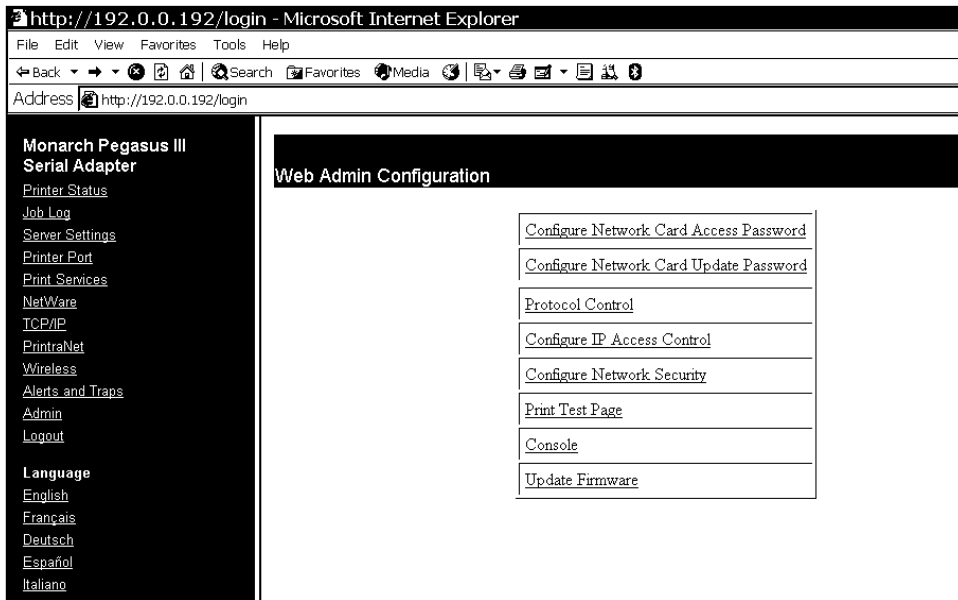 http://192.0.0.192/login - Microsoft Internet Explorer
File Edit View Favorites Tools Help
Back Search Favorites Media
Address http://192.0.0.192/login
Monarch Pegasus III
Serial Adapter
Printer Status
Job Log
Server Settings
Printer Port
Print Services
NetWare
TCP/IP
PrintraNet
Wireless
Alerts and Traps
Admin
Logout
Language
English
Français
Deutsch
Español
Italiano
Web Admin Configuration
Configure Network Card Access Password
Configure Network Card Update Password
Protocol Control
Configure IP Access Control
Configure Network Security
Print Test Page
Console
Update Firmware